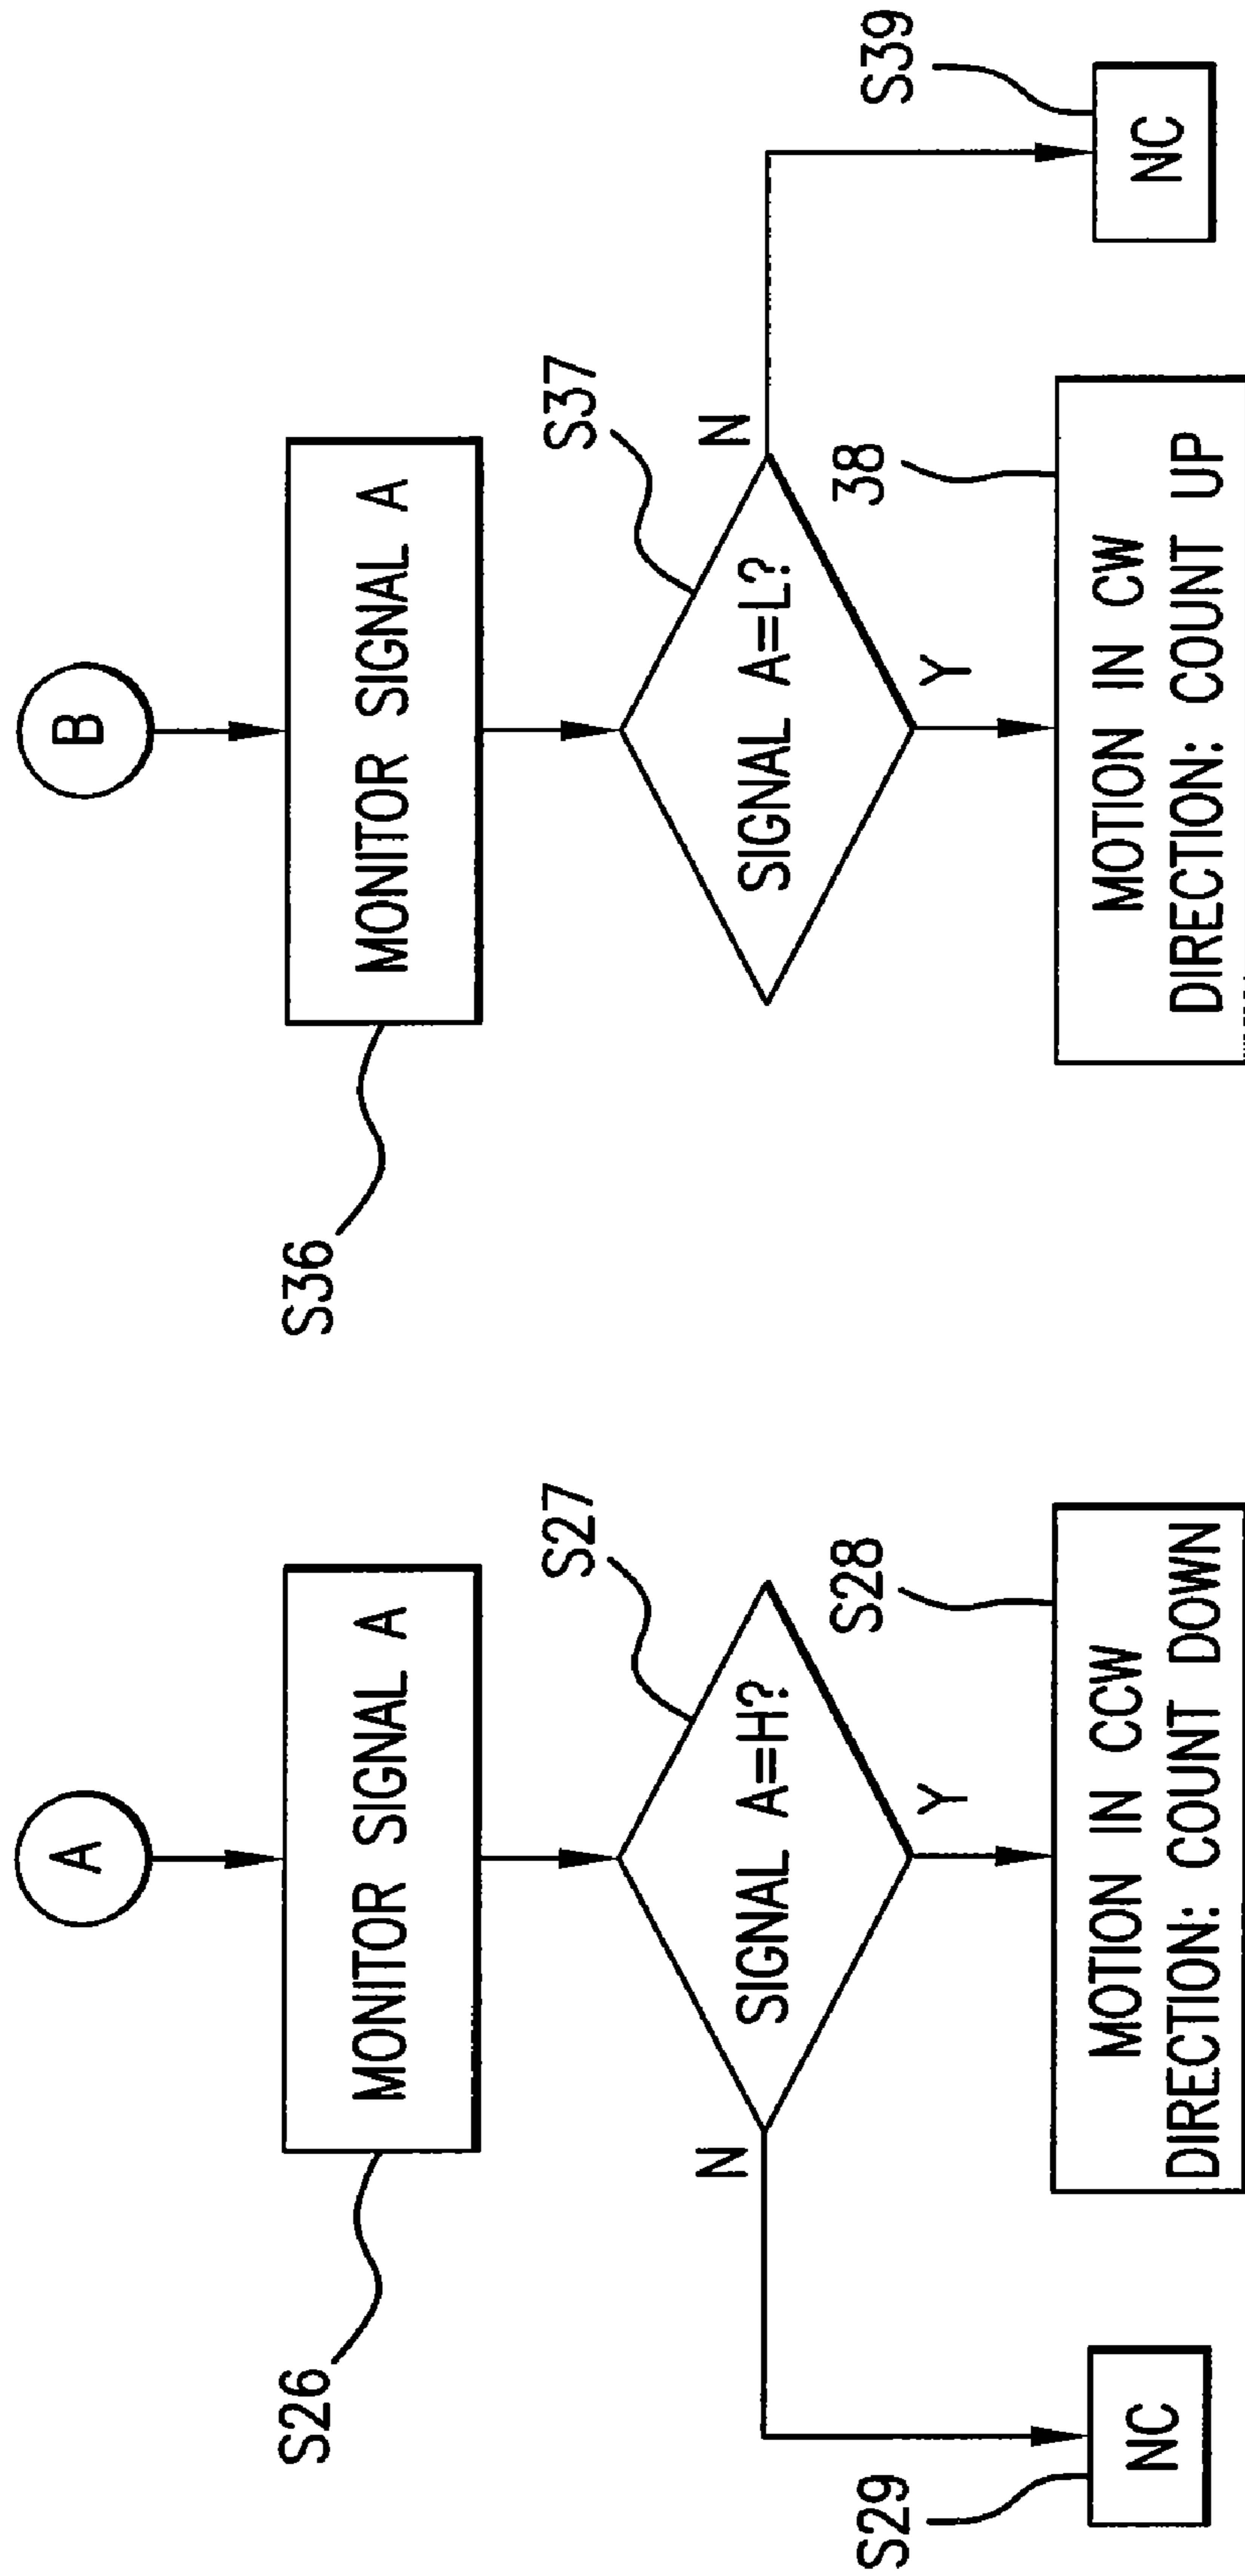 A
S26
MONITOR SIGNAL A
S27
SIGNAL A=H?
N
Y
S28
S29
NC
MOTION IN CCW
DIRECTION: COUNT DOWN
B
S36
MONITOR SIGNAL A
S37
SIGNAL A=L?
N
Y
38
S39
MOTION IN CW
DIRECTION: COUNT UP
NC